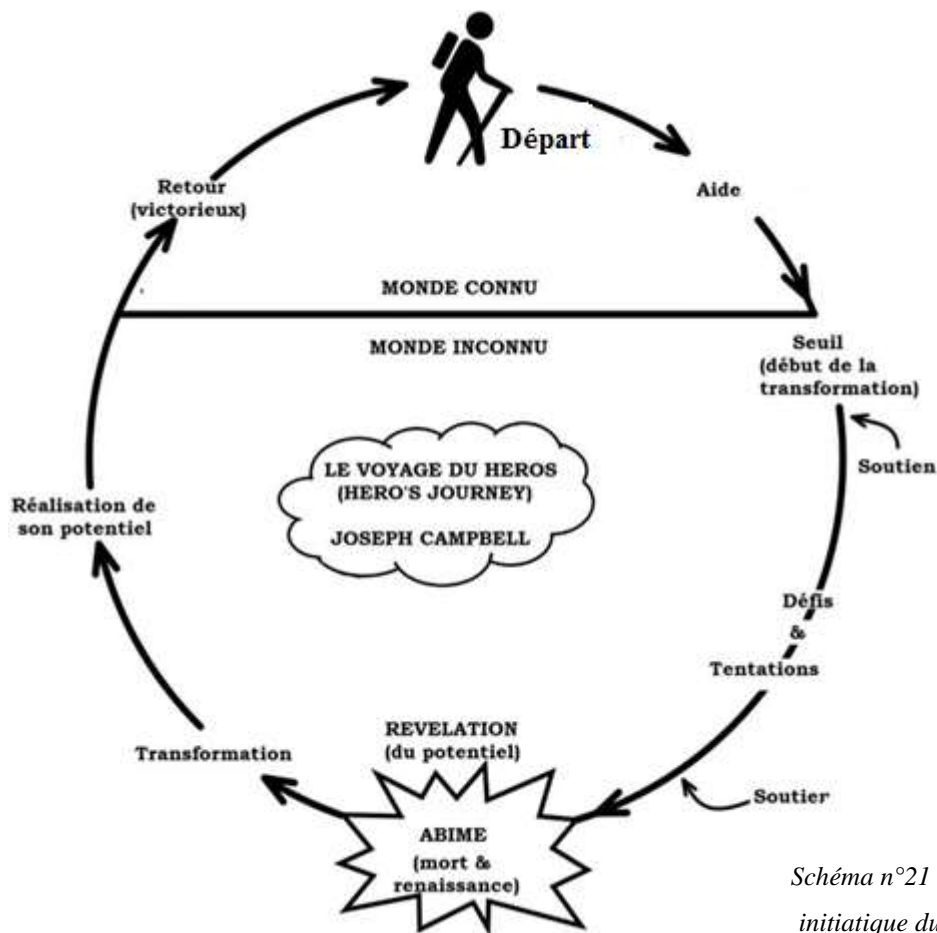 Départ
Aide
Retour
(victorieux)
MONDE CONNU
MONDE INCONNU
Seuil
(début de la
transformation)
Soutien
LE VOYAGE DU HEROS
(HERO'S JOURNEY)
JOSEPH CAMPBELL
Réalisation de
son potentiel
Défis
&
Tentations
REVELATION
(du potentiel)
Transformation
Soutier
ABIME
(mort &
renaissance)
Schéma n°21
initiatique du